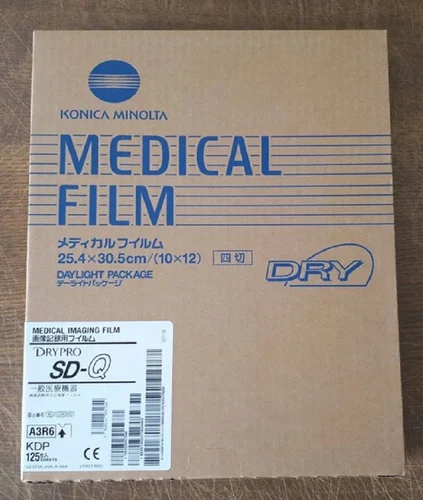 KONICA MINOLTA
MEDICAL
FILM
メディカルフイルム
25.4×30.5cm/(10×12) 四切
DAYLIGHT PACKAGE
デーライトパッケージ
DRY
MEDICAL IMAGING FILM
画像記録用フイルム
DRYPRO
SD-Q
一般医療機器
A3R6
KDP
125枚入
SHEETS